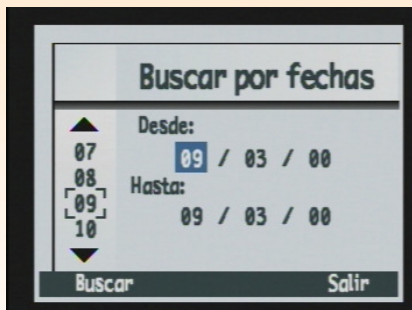 Buscar por fechas
Desde:
09 / 03 / 00
Hasta:
09 / 03 / 00
07
08
09
10
Buscar
Salir